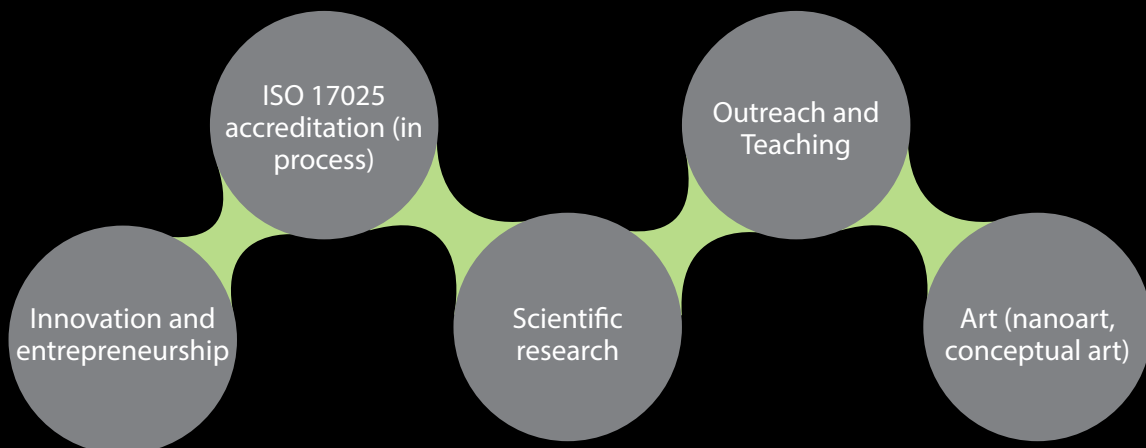 Innovation and
entrepreneurship
ISO 17025
accreditation (in
process)
Scientific
research
Outreach and
Teaching
Art (nanoart,
conceptual art)